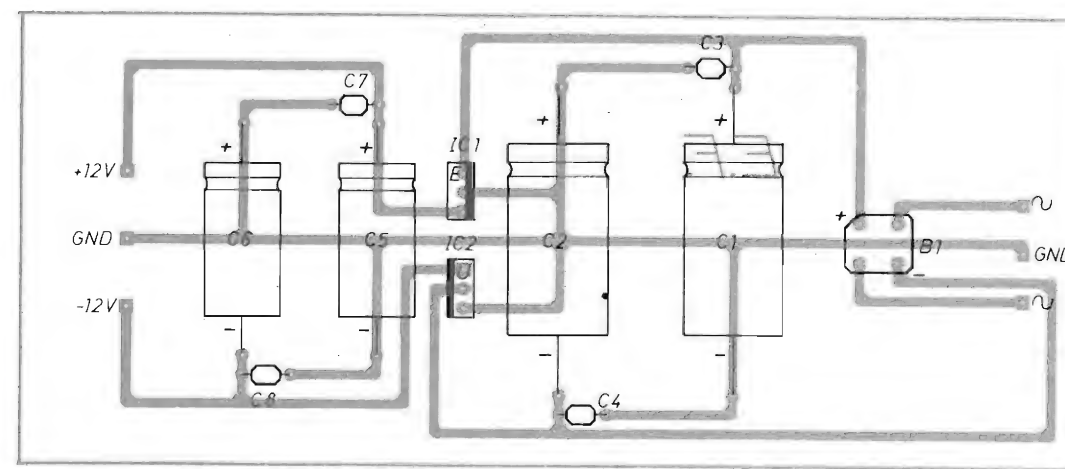 C3
C7
+
+
IC1
+
+
E
+12V
+
GND
C6
C5
IC2
C2
C1
B1
GND
-
-12V
∿
∿
-
-
-
-
C8
C4